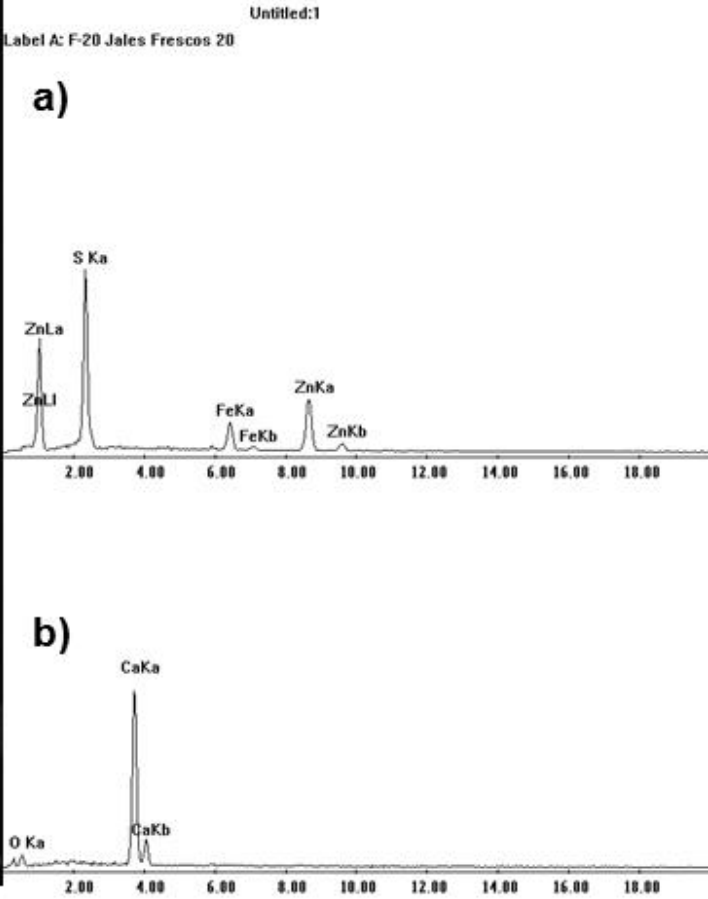 Untitled:1
Label A: F-20 Jales Frescos 20
a)
S Ka
ZnLa
ZnLl
ZnKa
FeKa
FeKb
ZnKb
2.00 4.00 6.00 8.00 10.00 12.00 14.00 16.00 18.00
b)
CaKa
CaKb
O Ka
2.00 4.00 6.00 8.00 10.00 12.00 14.00 16.00 18.00